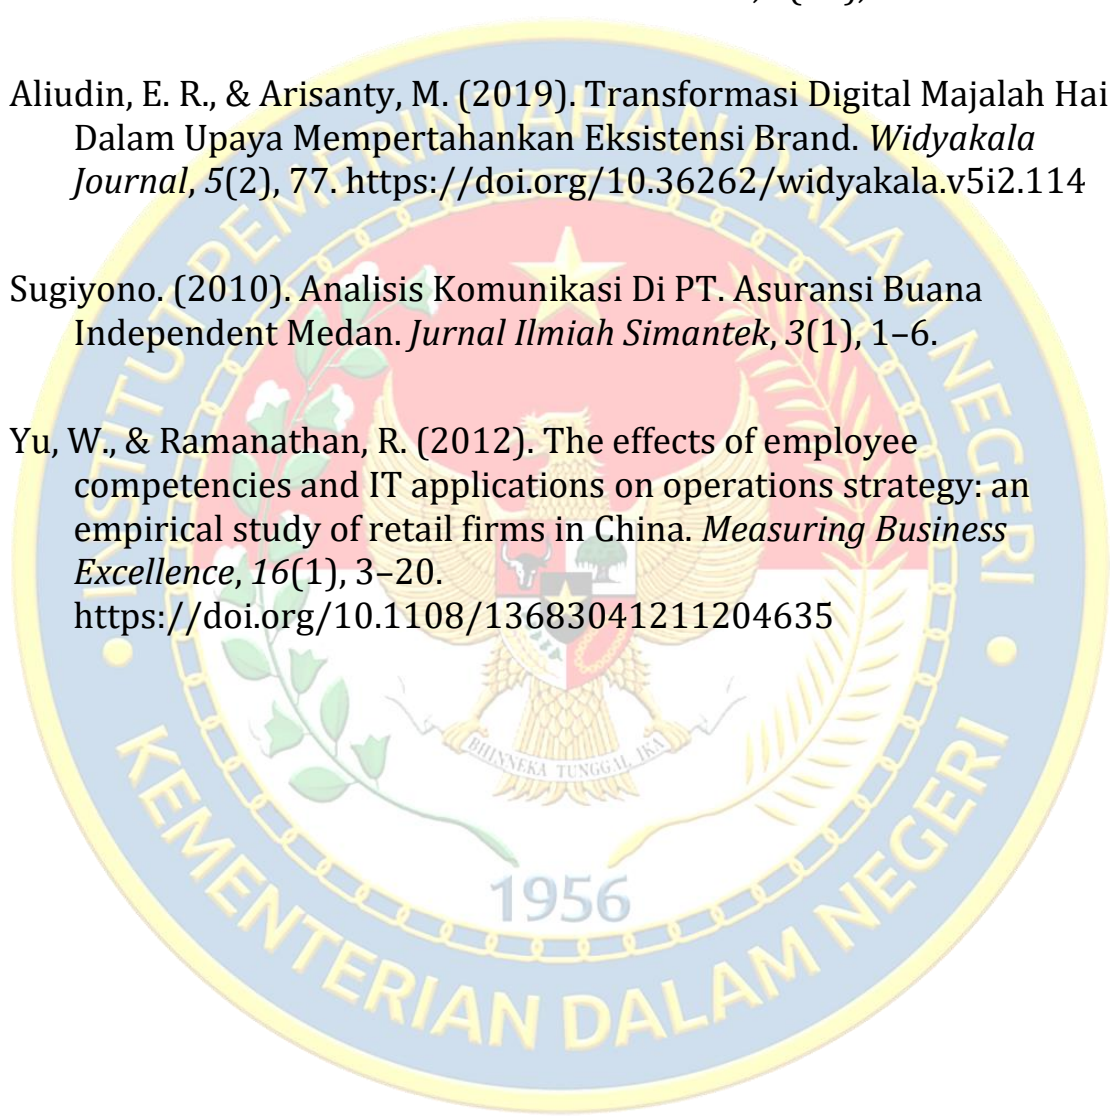 Aliudin, E. R., & Arisanty, M. (2019). Transformasi Digital Majalah Hai
Dalam Upaya Mempertahankan Eksistensi Brand. Widyakala
Journal, 5(2), 77. https://doi.org/10.36262/widyakala.v5i2.114
Sugiyono. (2010). Analisis Komunikasi Di PT. Asuransi Buana
Independent Medan. Jurnal Ilmiah Simantek, 3(1), 1–6.
Yu, W., & Ramanathan, R. (2012). The effects of employee
competencies and IT applications on operations strategy: an
empirical study of retail firms in China. Measuring Business
Excellence, 16(1), 3–20.
https://doi.org/10.1108/13683041211204635
INSTITUT PEMERINTAHAN DALAM NEGERI
BHINNEKA TUNGGAL IKA
1956
KEMENTERIAN DALAM NEGERI